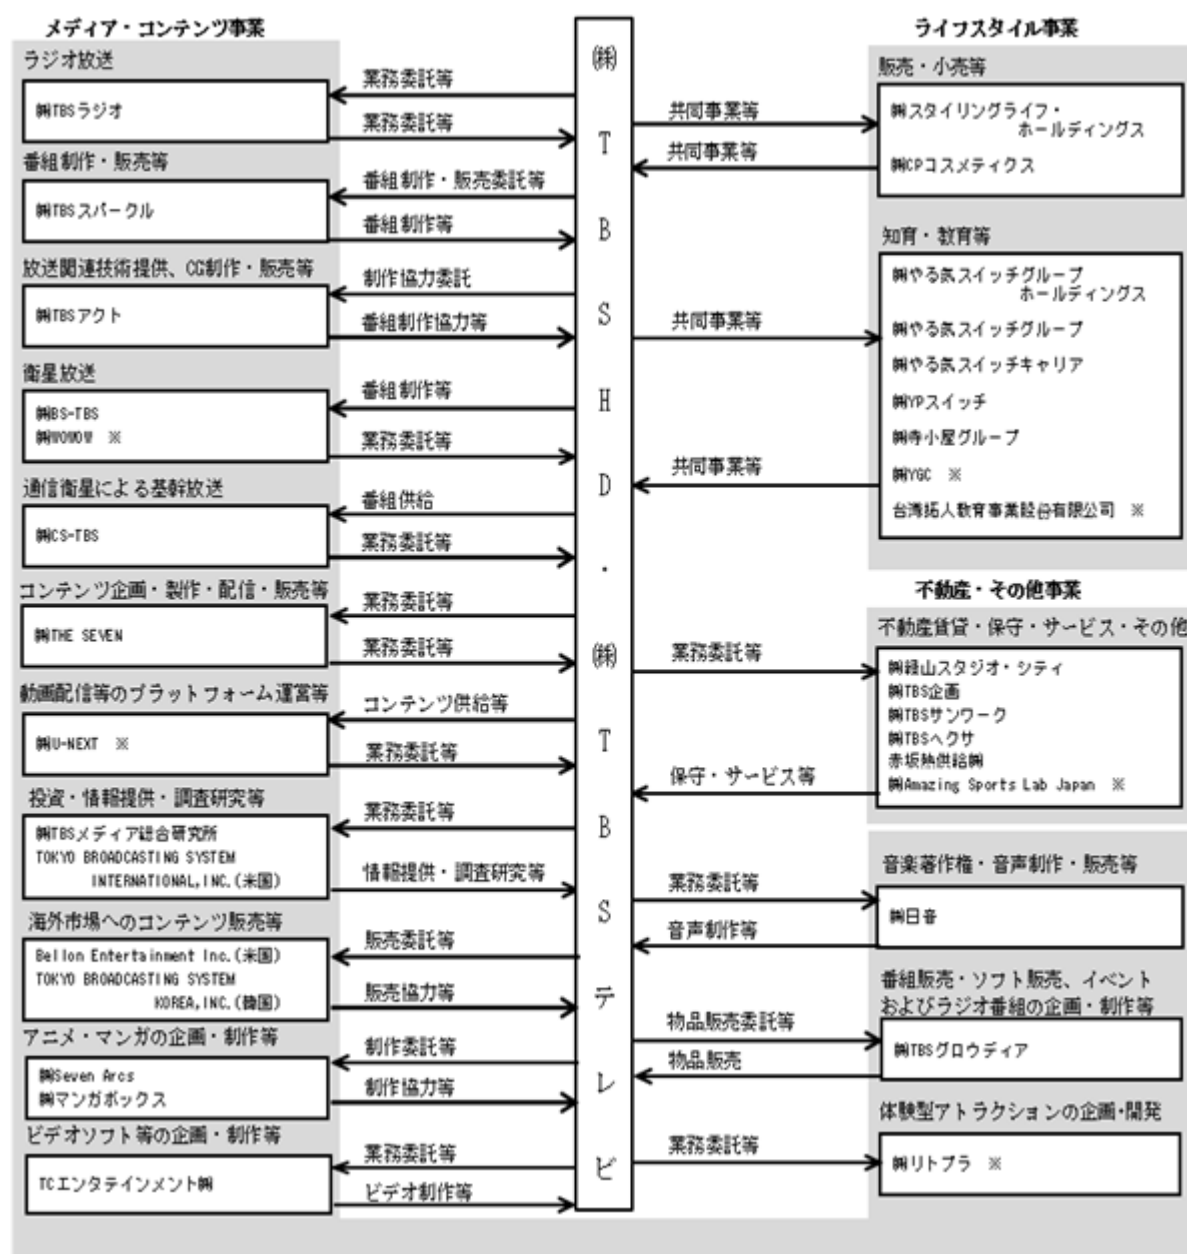 メディア・コンテンツ事業
ラジオ放送
㈱TBSラジオ
業務委託等
業務委託等
番組制作・販売等
㈱TBSスパークル
番組制作・販売委託等
番組制作等
放送関連技術提供、CG制作・販売等
㈱TBSアクト
制作協力委託
番組制作協力等
衛星放送
㈱BS-TBS
㈱WOWOW ※
番組制作等
業務委託等
通信衛星による基幹放送
㈱CS-TBS
番組供給
業務委託等
コンテンツ企画・製作・配信・販売等
㈱THE SEVEN
業務委託等
業務委託等
動画配信等のプラットフォーム運営等
㈱U-NEXT ※
コンテンツ供給等
業務委託等
投資・情報提供・調査研究等
㈱TBSメディア総合研究所
TOKYO BROADCASTING SYSTEM
INTERNATIONAL,INC.(米国)
業務委託等
情報提供・調査研究等
海外市場へのコンテンツ販売等
Bellon Entertainment Inc.(米国)
TOKYO BROADCASTING SYSTEM
KOREA,INC.(韓国)
販売委託等
販売協力等
アニメ・マンガの企画・制作等
㈱Seven Arcs
㈱マンガボックス
制作委託等
制作協力等
ビデオソフト等の企画・制作等
TCエンタテインメント㈱
業務委託等
ビデオ制作等
㈱TBSHD・㈱TBSテレビ
ライフスタイル事業
販売・小売等
㈱スタイリングライフ・
ホールディングス
㈱CPコスメティクス
共同事業等
共同事業等
知育・教育等
㈱やる気スイッチグループ
ホールディングス
㈱やる気スイッチグループ
㈱やる気スイッチキャリア
㈱YPスイッチ
㈱寺小屋グループ
㈱YGC ※
台湾拓人教育事業股份有限公司 ※
共同事業等
共同事業等
不動産・その他事業
不動産賃貸・保守・サービス・その他
㈱緑山スタジオ・シティ
㈱TBS企画
㈱TBSサンワーク
㈱TBSヘクサ
赤坂熱供給㈱
㈱Amazing Sports Lab Japan ※
業務委託等
保守・サービス等
音楽著作権・音声制作・販売等
㈱日音
業務委託等
音声制作等
番組販売・ソフト販売、イベント
およびラジオ番組の企画・制作等
㈱TBSグロウディア
物品販売委託等
物品販売
体験型アトラクションの企画・開発
㈱リトプラ ※
業務委託等